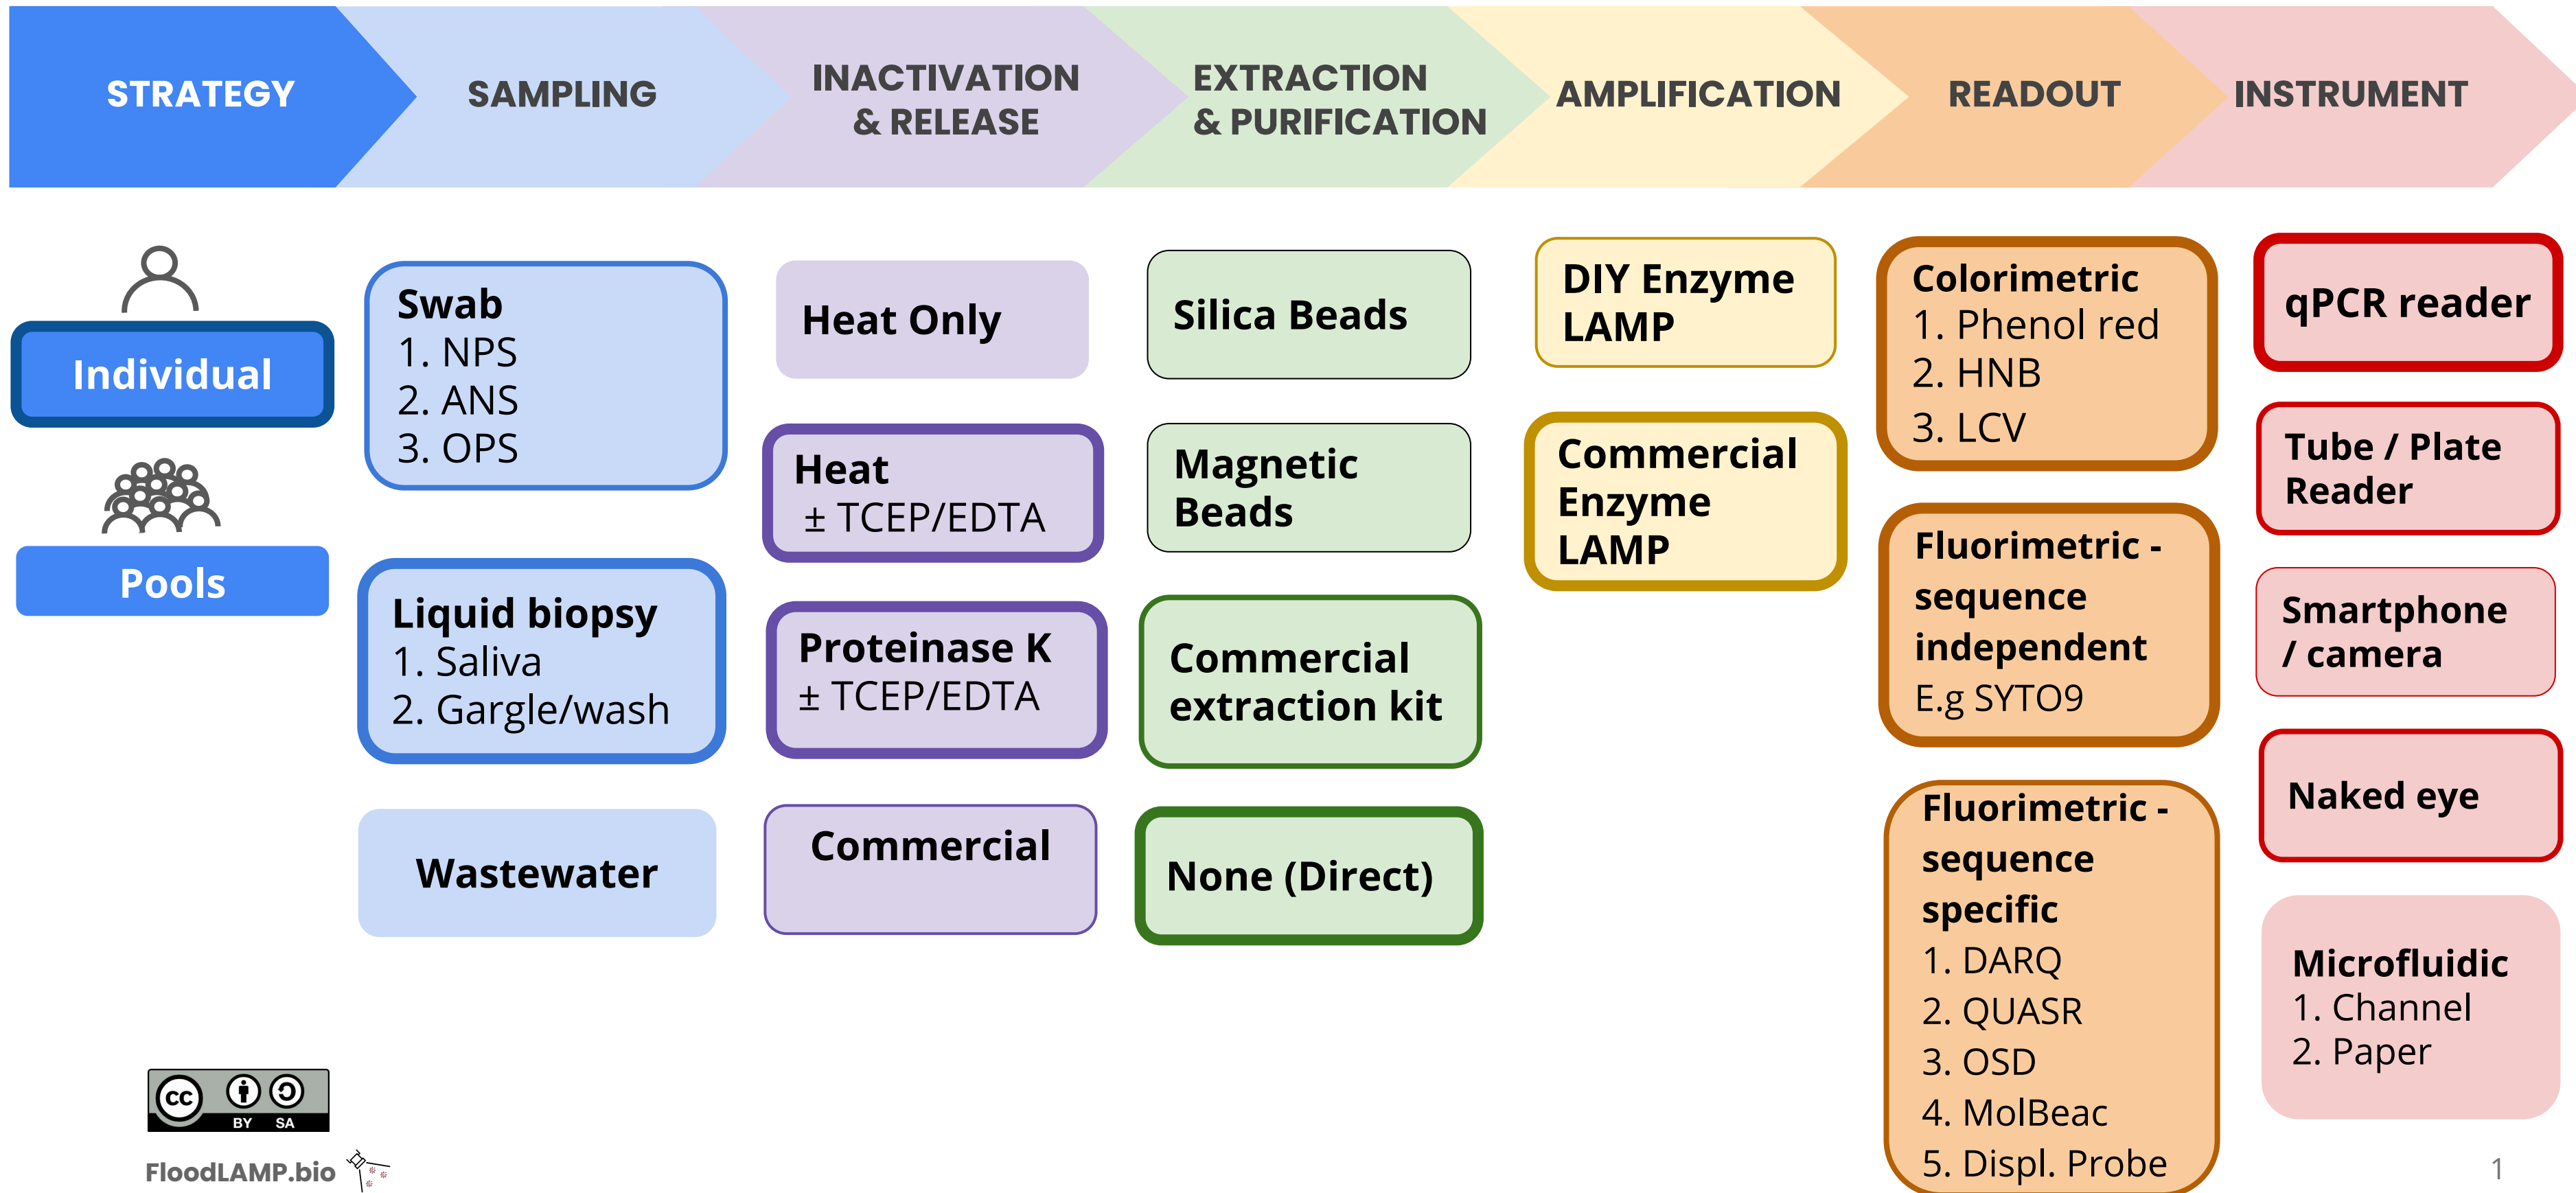 STRATEGY
SAMPLING
INACTIVATION
& RELEASE
EXTRACTION
& PURIFICATION
AMPLIFICATION
READOUT
INSTRUMENT
Individual
Pools
Swab
1. NPS
2. ANS
3. OPS
Liquid biopsy
1. Saliva
2. Gargle/wash
Wastewater
Heat Only
Heat
± TCEP/EDTA
Proteinase K
± TCEP/EDTA
Commercial
Silica Beads
Magnetic
Beads
Commercial
extraction kit
None (Direct)
DIY Enzyme
LAMP
Commercial
Enzyme
LAMP
Colorimetric
1. Phenol red
2. HNB
3. LCV
Fluorimetric -
sequence
independent
E.g SYTO9
Fluorimetric -
sequence
specific
1. DARQ
2. QUASR
3. OSD
4. MolBeac
5. Displ. Probe
qPCR reader
Tube / Plate
Reader
Smartphone
/ camera
Naked eye
Microfluidic
1. Channel
2. Paper
CC
BY SA
FloodLAMP.bio
1